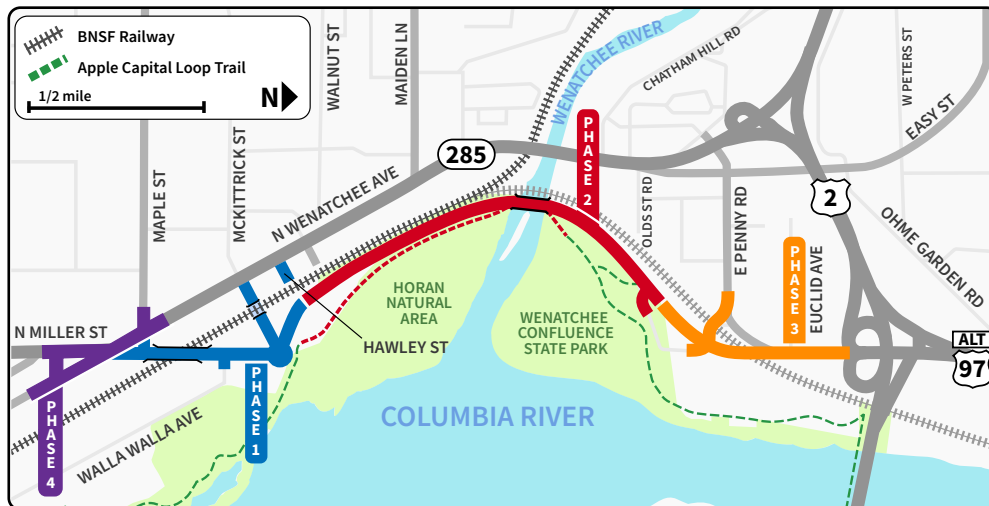 BNSF Railway
Apple Capital Loop Trail
1/2 mile
N
WALNUT ST
MAIDEN LN
MCKITTRICK ST
MAPLE ST
N WENATCHEE AVE
285
WENATCHEE RIVER
CHATHAM HILL RD
W PETERS ST
EASY ST
PHASE 2
OLDS ST RD
E PENNY RD
2
OHME GARDEN RD
PHASE 3
EUCLID AVE
HORAN
NATURAL
AREA
WENATCHEE
CONFLUENCE
STATE PARK
N MILLER ST
HAWLEY ST
ALT
97
PHASE 4
WALLA WALLA AVE
PHASE 1
COLUMBIA RIVER